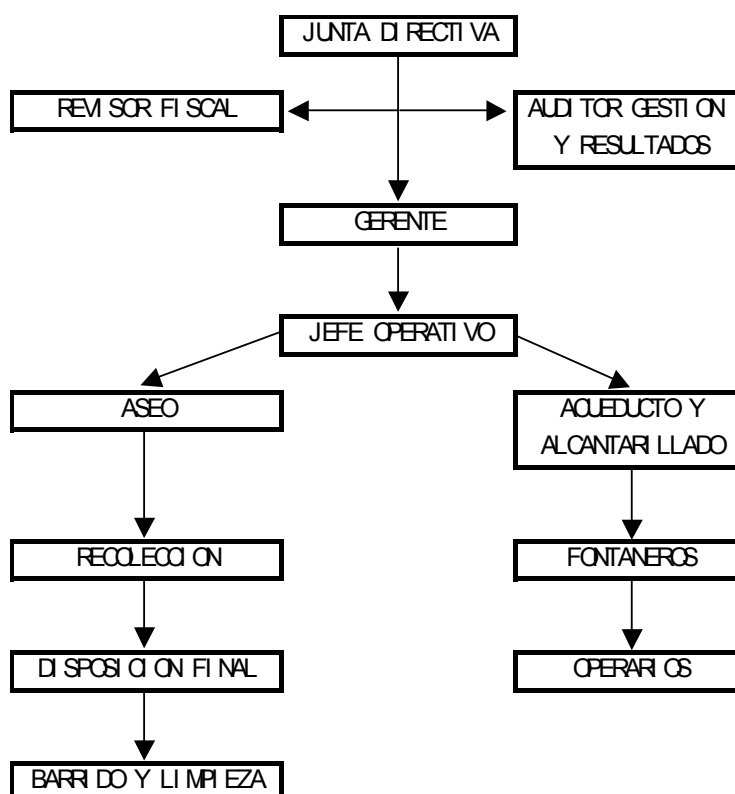 JUNTA DIRECTIVA
REVISOR FISCAL
AUDITOR GESTION
Y RESULTADOS
GERENTE
JEFE OPERATIVO
ASEO
ACUEDUCTO Y
ALCANTARILLADO
RECOLECCION
FONTANEROS
DISPOSICION FINAL
OPERARIOS
BARRIDO Y LIMPIEZA